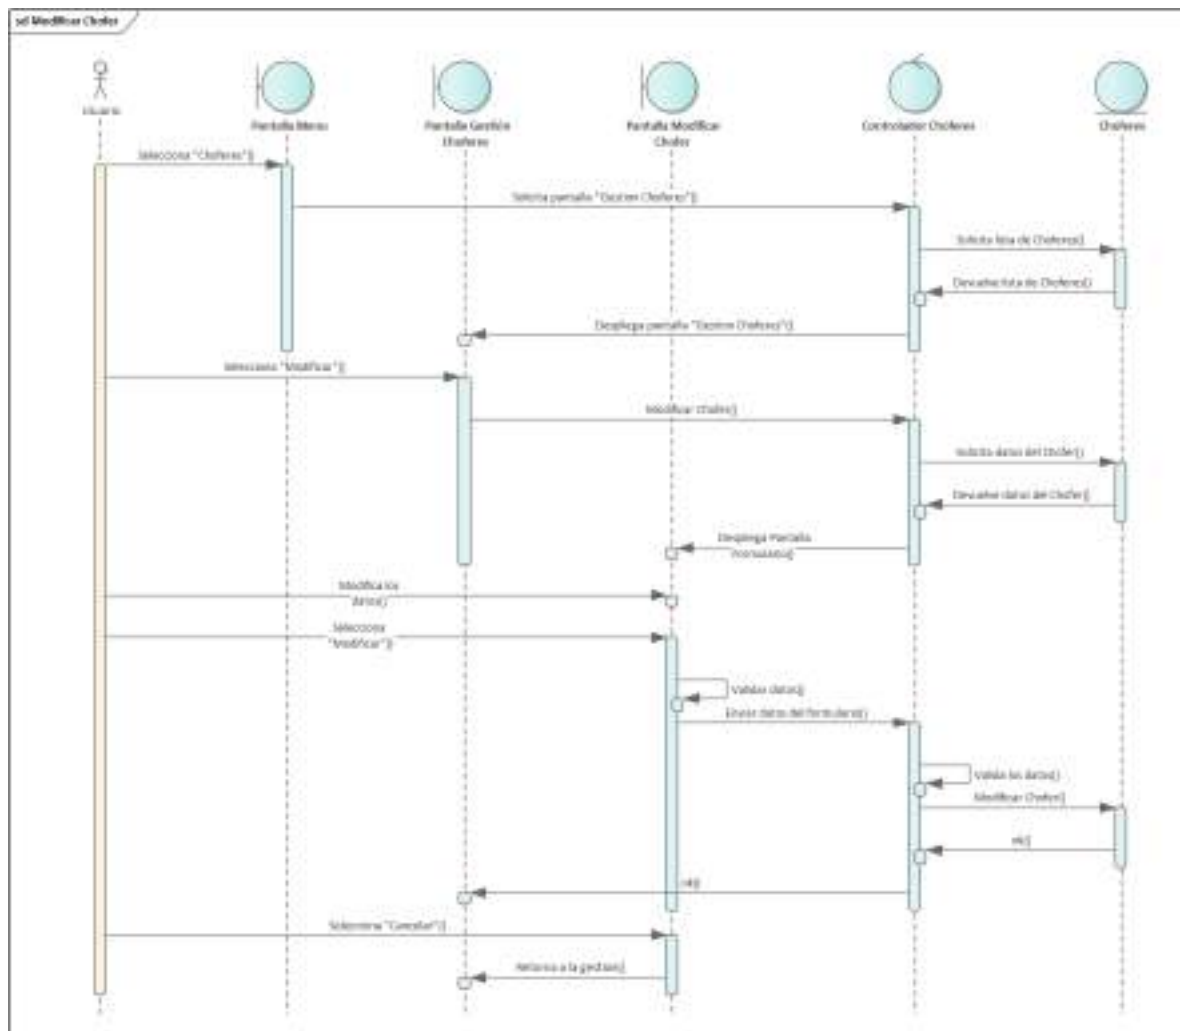 sd Modificar Chofer
Usuario
Pantalla Menu
Pantalla Gestión
Choferes
Pantalla Modificar
Chofer
Controlador Choferes
Choferes
Selecciona "Choferes"()
Solicita pantalla "Gestion Choferes"()
Solicita lista de Choferes()
Devuelve lista de Choferes()
Despliega pantalla "Gestion Choferes"()
Selecciona "Modificar"()
Modificar Chofer()
Solicita datos del Chofer()
Devuelve datos del Chofer()
Despliega Pantalla
Formulario()
Modifica los
datos()
Selecciona
"Modificar"()
Validar datos()
Enviar datos del formulario()
Valida los datos()
Modificar Chofer()
ok()
ok()
Selecciona "Cancelar"()
Retorna a la gestion()